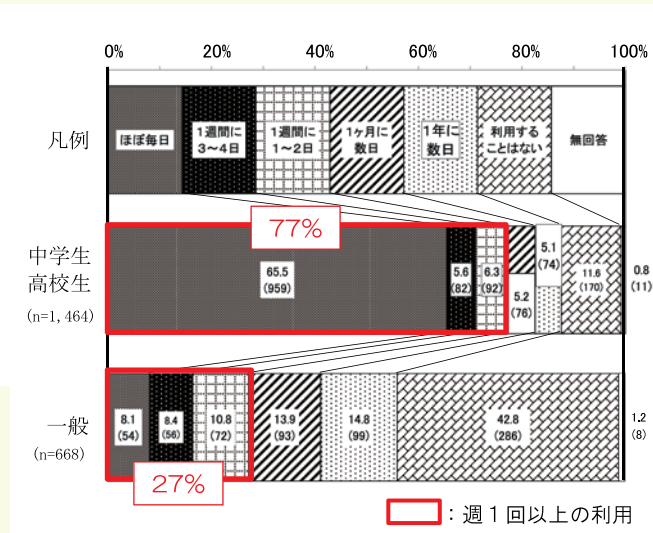 0% 20% 40% 60% 80% 100%
凡例
ほぼ毎日
1週間に
3～4日
1週間に
1～2日
1ヶ月に
数日
1年に
数日
利用する
ことはない
無回答
77%
中学生
高校生
(n=1,464)
65.5
(959)
5.6
(82)
6.3
(92)
5.2
(76)
5.1
(74)
11.6
(170)
0.8
(11)
一般
(n=668)
8.1
(54)
8.4
(56)
10.8
(72)
13.9
(93)
14.8
(99)
42.8
(286)
1.2
(8)
27%
：週１回以上の利用